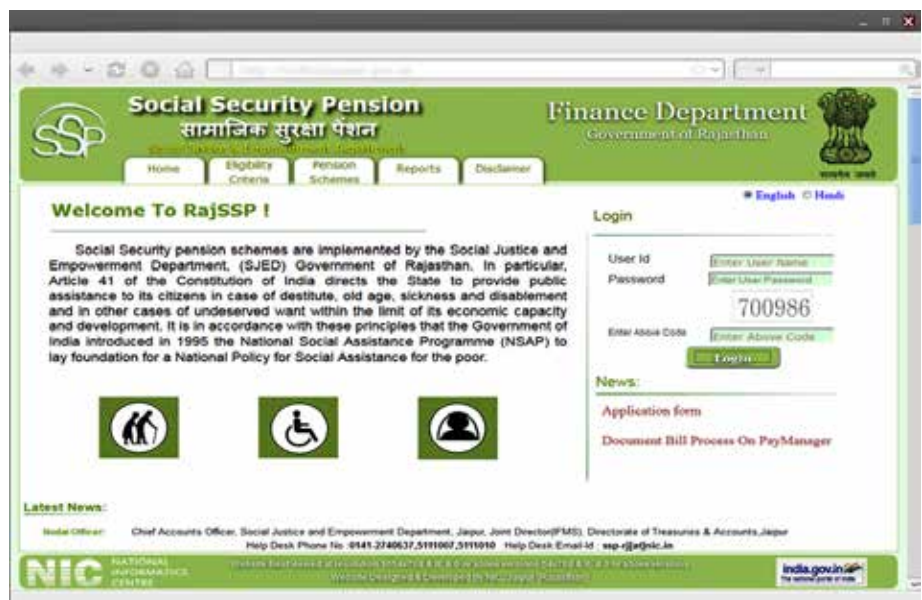 Social Security Pension
सामाजिक सुरक्षा पेंशन
SSP
Finance Department
Government of Rajasthan
Home
Eligibility Criteria
Pension Schemes
Reports
Disclaimer
English Hindi
Welcome To RajSSP !
Social Security pension schemes are implemented by the Social Justice and
Empowerment Department, (SJED) Government of Rajasthan. In particular,
Article 41 of the Constitution of India directs the State to provide public
assistance to its citizens in case of destitute, old age, sickness and disablement
and in other cases of undeserved want within the limit of its economic capacity
and development. It is in accordance with these principles that the Government of
India introduced in 1995 the National Social Assistance Programme (NSAP) to
lay foundation for a National Policy for Social Assistance for the poor.
Login
User Id Enter User Name
Password Enter User Password
700986
Enter Above Code Enter Above Code
Login
News:
Application form
Document Bill Process On PayManager
Latest News:
Nodal Officer: Chief Accounts Officer, Social Justice and Empowerment Department, Jaipur, Joint Director(IFMS), Directorate of Treasuries & Accounts,Jaipur
Help Desk Phone No :0141-2740637,5111007,5111010 Help Desk Email-Id : ssp-rj[at]nic.in
NIC NATIONAL
INFORMATICS
CENTRE
india.gov.in